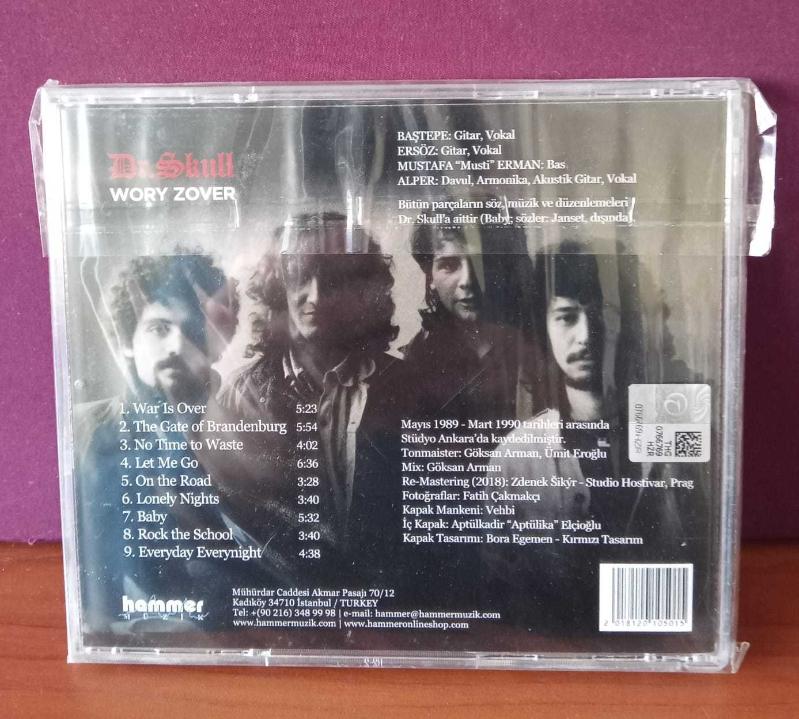 Dr. Skull
WORY ZOVER
BAŞTEPE: Gitar, Vokal
ERSÖZ: Gitar, Vokal
MUSTAFA “Musti” ERMAN: Bas
ALPER: Davul, Armonika, Akustik Gitar, Vokal
Bütün parçaların söz, müzik ve düzenlemeleri
Dr. Skull'a aittir (Baby; sözler: Janset, dışında)
1. War Is Over 5:23
2. The Gate of Brandenburg 5:54
3. No Time to Waste 4:02
4. Let Me Go 6:36
5. On the Road 3:28
6. Lonely Nights 3:40
7. Baby 5:32
8. Rock the School 3:40
9. Everyday Everynight 4:38
Mayıs 1989 - Mart 1990 tarihleri arasında
Stüdyo Ankara'da kaydedilmiştir.
Tonmaister: Göksan Arman, Ümit Eroğlu
Mix: Göksan Arman
Re-Mastering (2018): Zdenek Šikýr - Studio Hostivar, Prag
Fotoğraflar: Fatih Çakmakçı
Kapak Mankeni: Vehbi
İç Kapak: Aptülkadir “Aptülika” Elçioğlu
Kapak Tasarımı: Bora Egemen - Kırmızı Tasarım
hammer
MÜZİK
Mühürdar Caddesi Akmar Pasajı 70/12
Kadıköy 34710 İstanbul / TURKEY
Tel: +(90 216) 348 99 98 | e-mail: hammer@hammermuzik.com
www.hammermuzik.com | www.hammeronlineshop.com
2 018120 105015